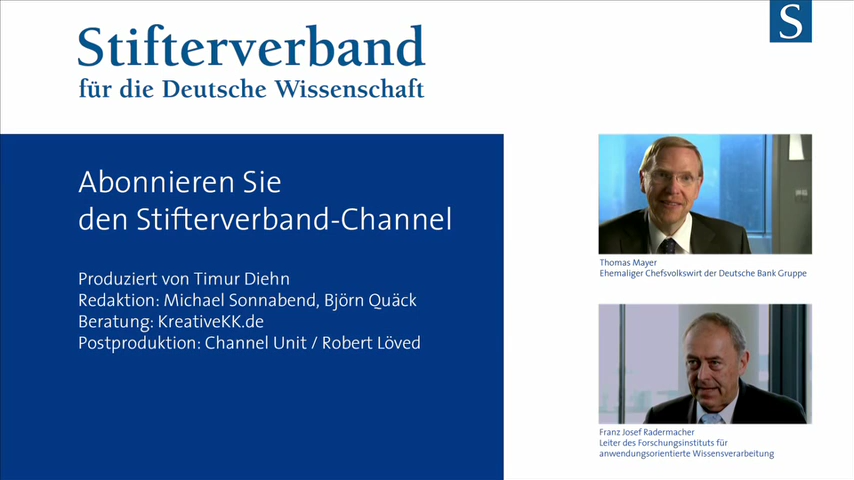 S
Stifterverband
für die Deutsche Wissenschaft
Abonnieren Sie
den Stifterverband-Channel
Produziert von Timur Diehn
Redaktion: Michael Sonnabend, Björn Quäck
Beratung: KreativeKK.de
Postproduktion: Channel Unit / Robert Löved
Thomas Mayer
Ehemaliger Chefsvolkswirt der Deutsche Bank Gruppe
Franz Josef Radermacher
Leiter des Forschungsinstituts für
anwendungsorientierte Wissensverarbeitung